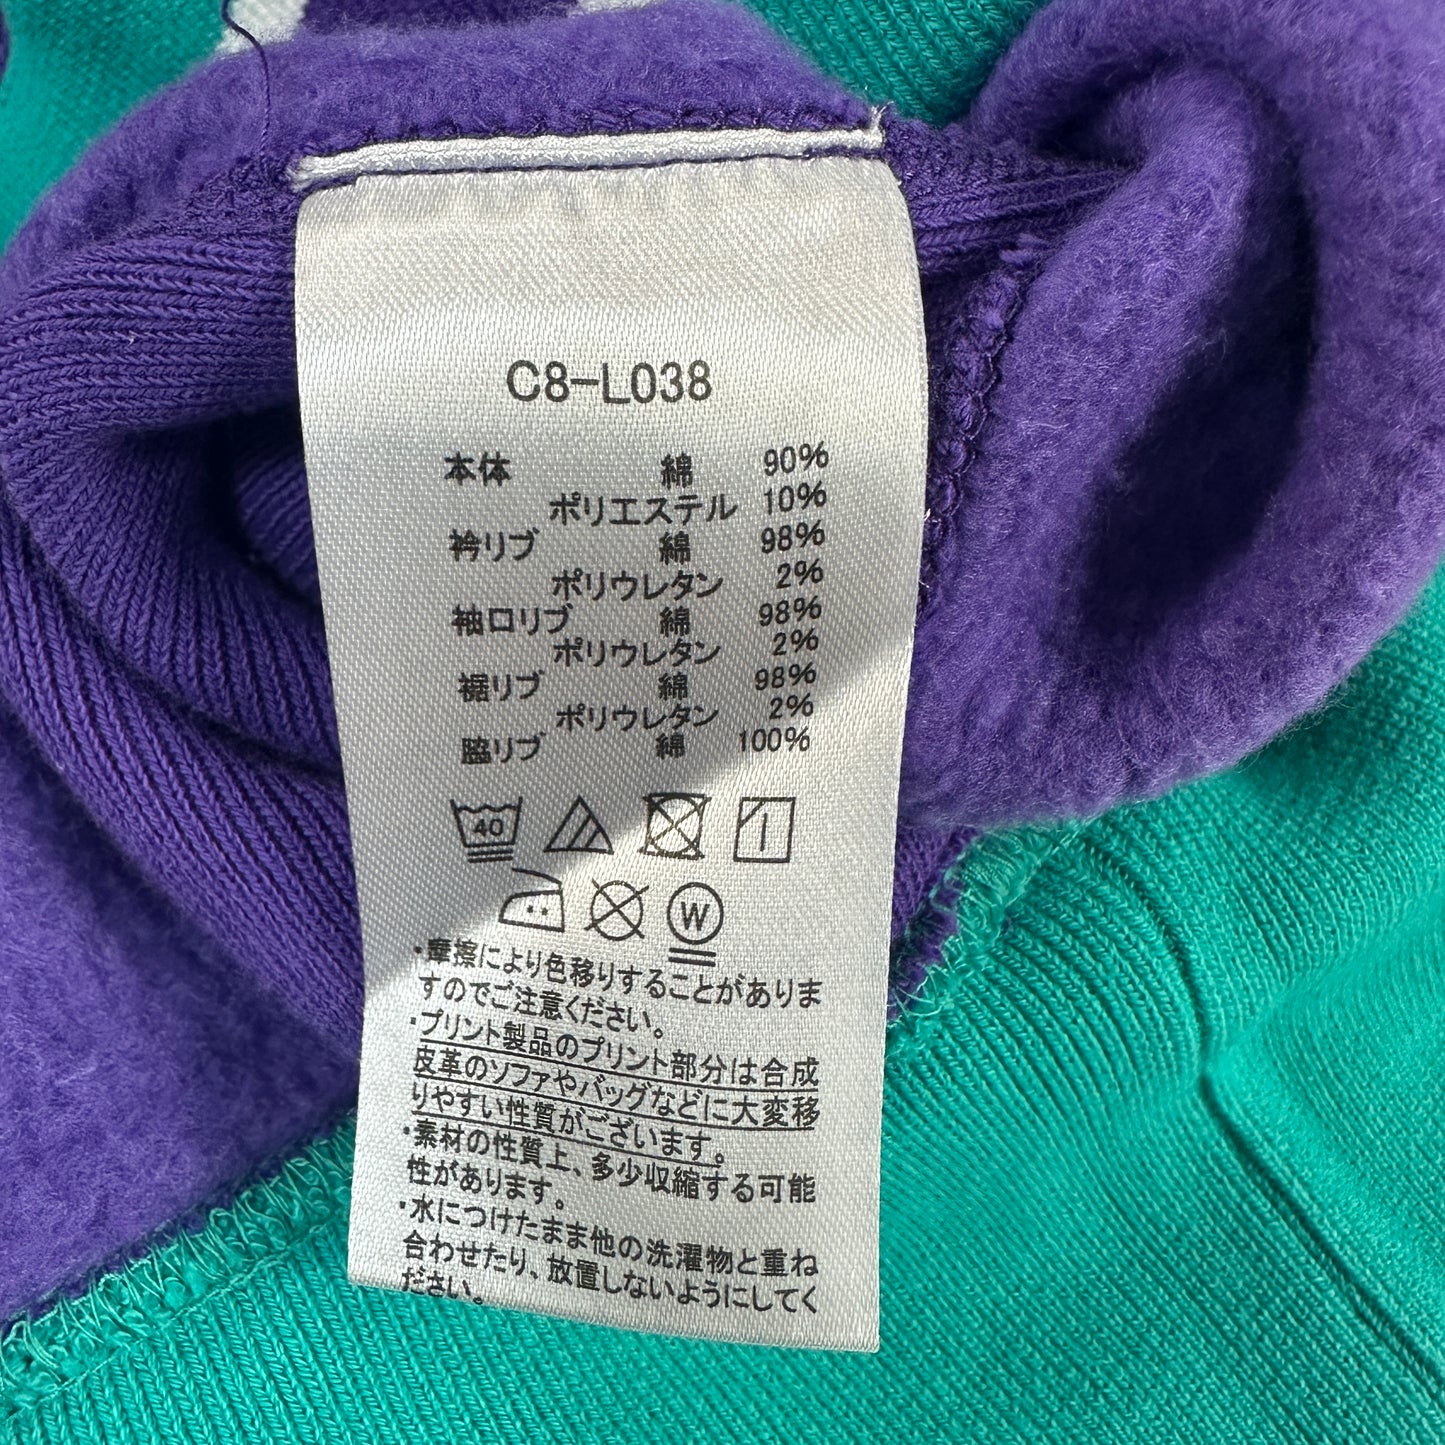 C8-L038
本体 綿 90%
ポリエステル 10%
衿リブ 綿 98%
ポリウレタン 2%
袖口リブ 綿 98%
ポリウレタン 2%
裾リブ 綿 98%
ポリウレタン 2%
脇リブ 綿 100%
40
W
・摩擦により色移りすることがありま
すのでご注意ください。
・プリント製品のプリント部分は合成
皮革のソファやバッグなどに大変移
りやすい性質がございます。
・素材の性質上、多少収縮する可能
性があります。
・水につけたまま他の洗濯物と重ね
合わせたり、放置しないようにしてく
ださい。